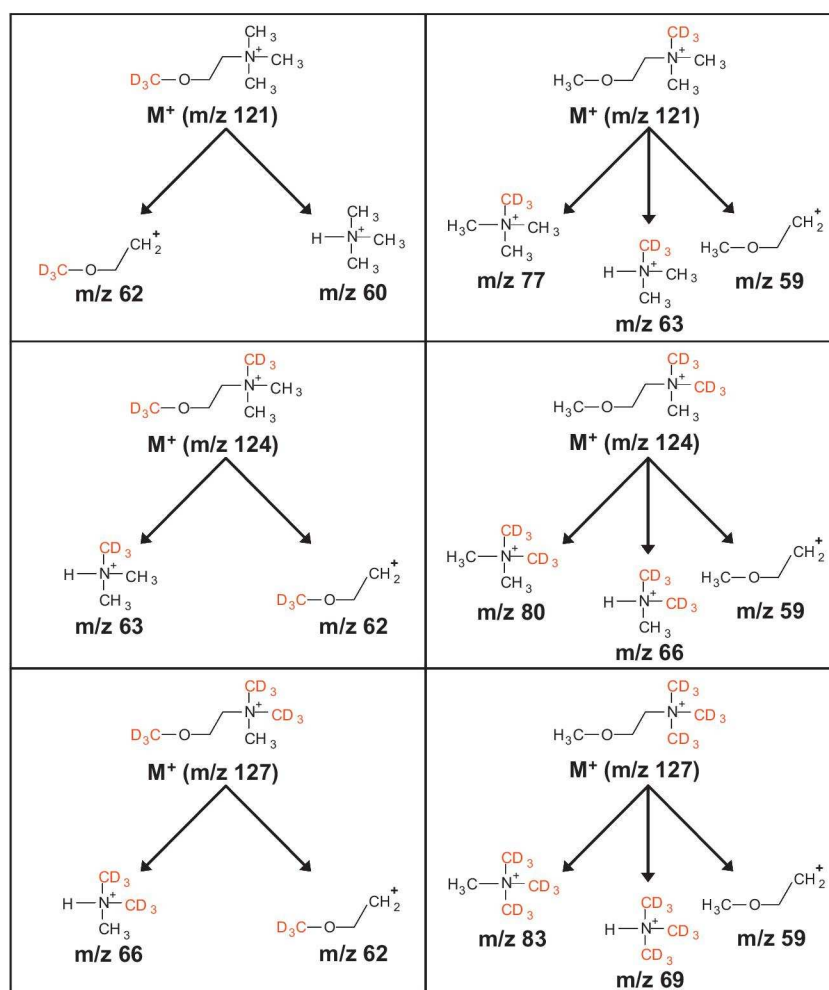 CH3 CD3
N+ CH3 N+ CH3
D3C O CH3 H3C O CH3
M+ (m/z 121) M+ (m/z 121)
CH3 CD3
CH2+ H N+ CH3 H3C N+ CH3 CD3 CH2+
D3C O CH3 CH3 H N+ CH3 H3C O
m/z 62 m/z 60 m/z 77 CH3 m/z 59
m/z 63
CD3 CD3
N+ CH3 N+ CD3
D3C O CH3 H3C O CH3
M+ (m/z 124) M+ (m/z 124)
CD3 CD3
H N+ CH3 CH2+ H3C N+ CD3 CD3 CH2+
CH3 D3C O CH3 H N+ CD3 H3C O
m/z 63 m/z 62 m/z 80 CH3 m/z 59
m/z 66
CD3 CD3
N+ CD3 N+ CD3
D3C O CH3 H3C O CD3
M+ (m/z 127) M+ (m/z 127)
CD3 CD3
H N+ CD3 CH2+ H3C N+ CD3 CD3 CH2+
CH3 D3C O CD3 H N+ CD3 H3C O
m/z 66 m/z 62 m/z 83 CD3 m/z 59
m/z 69